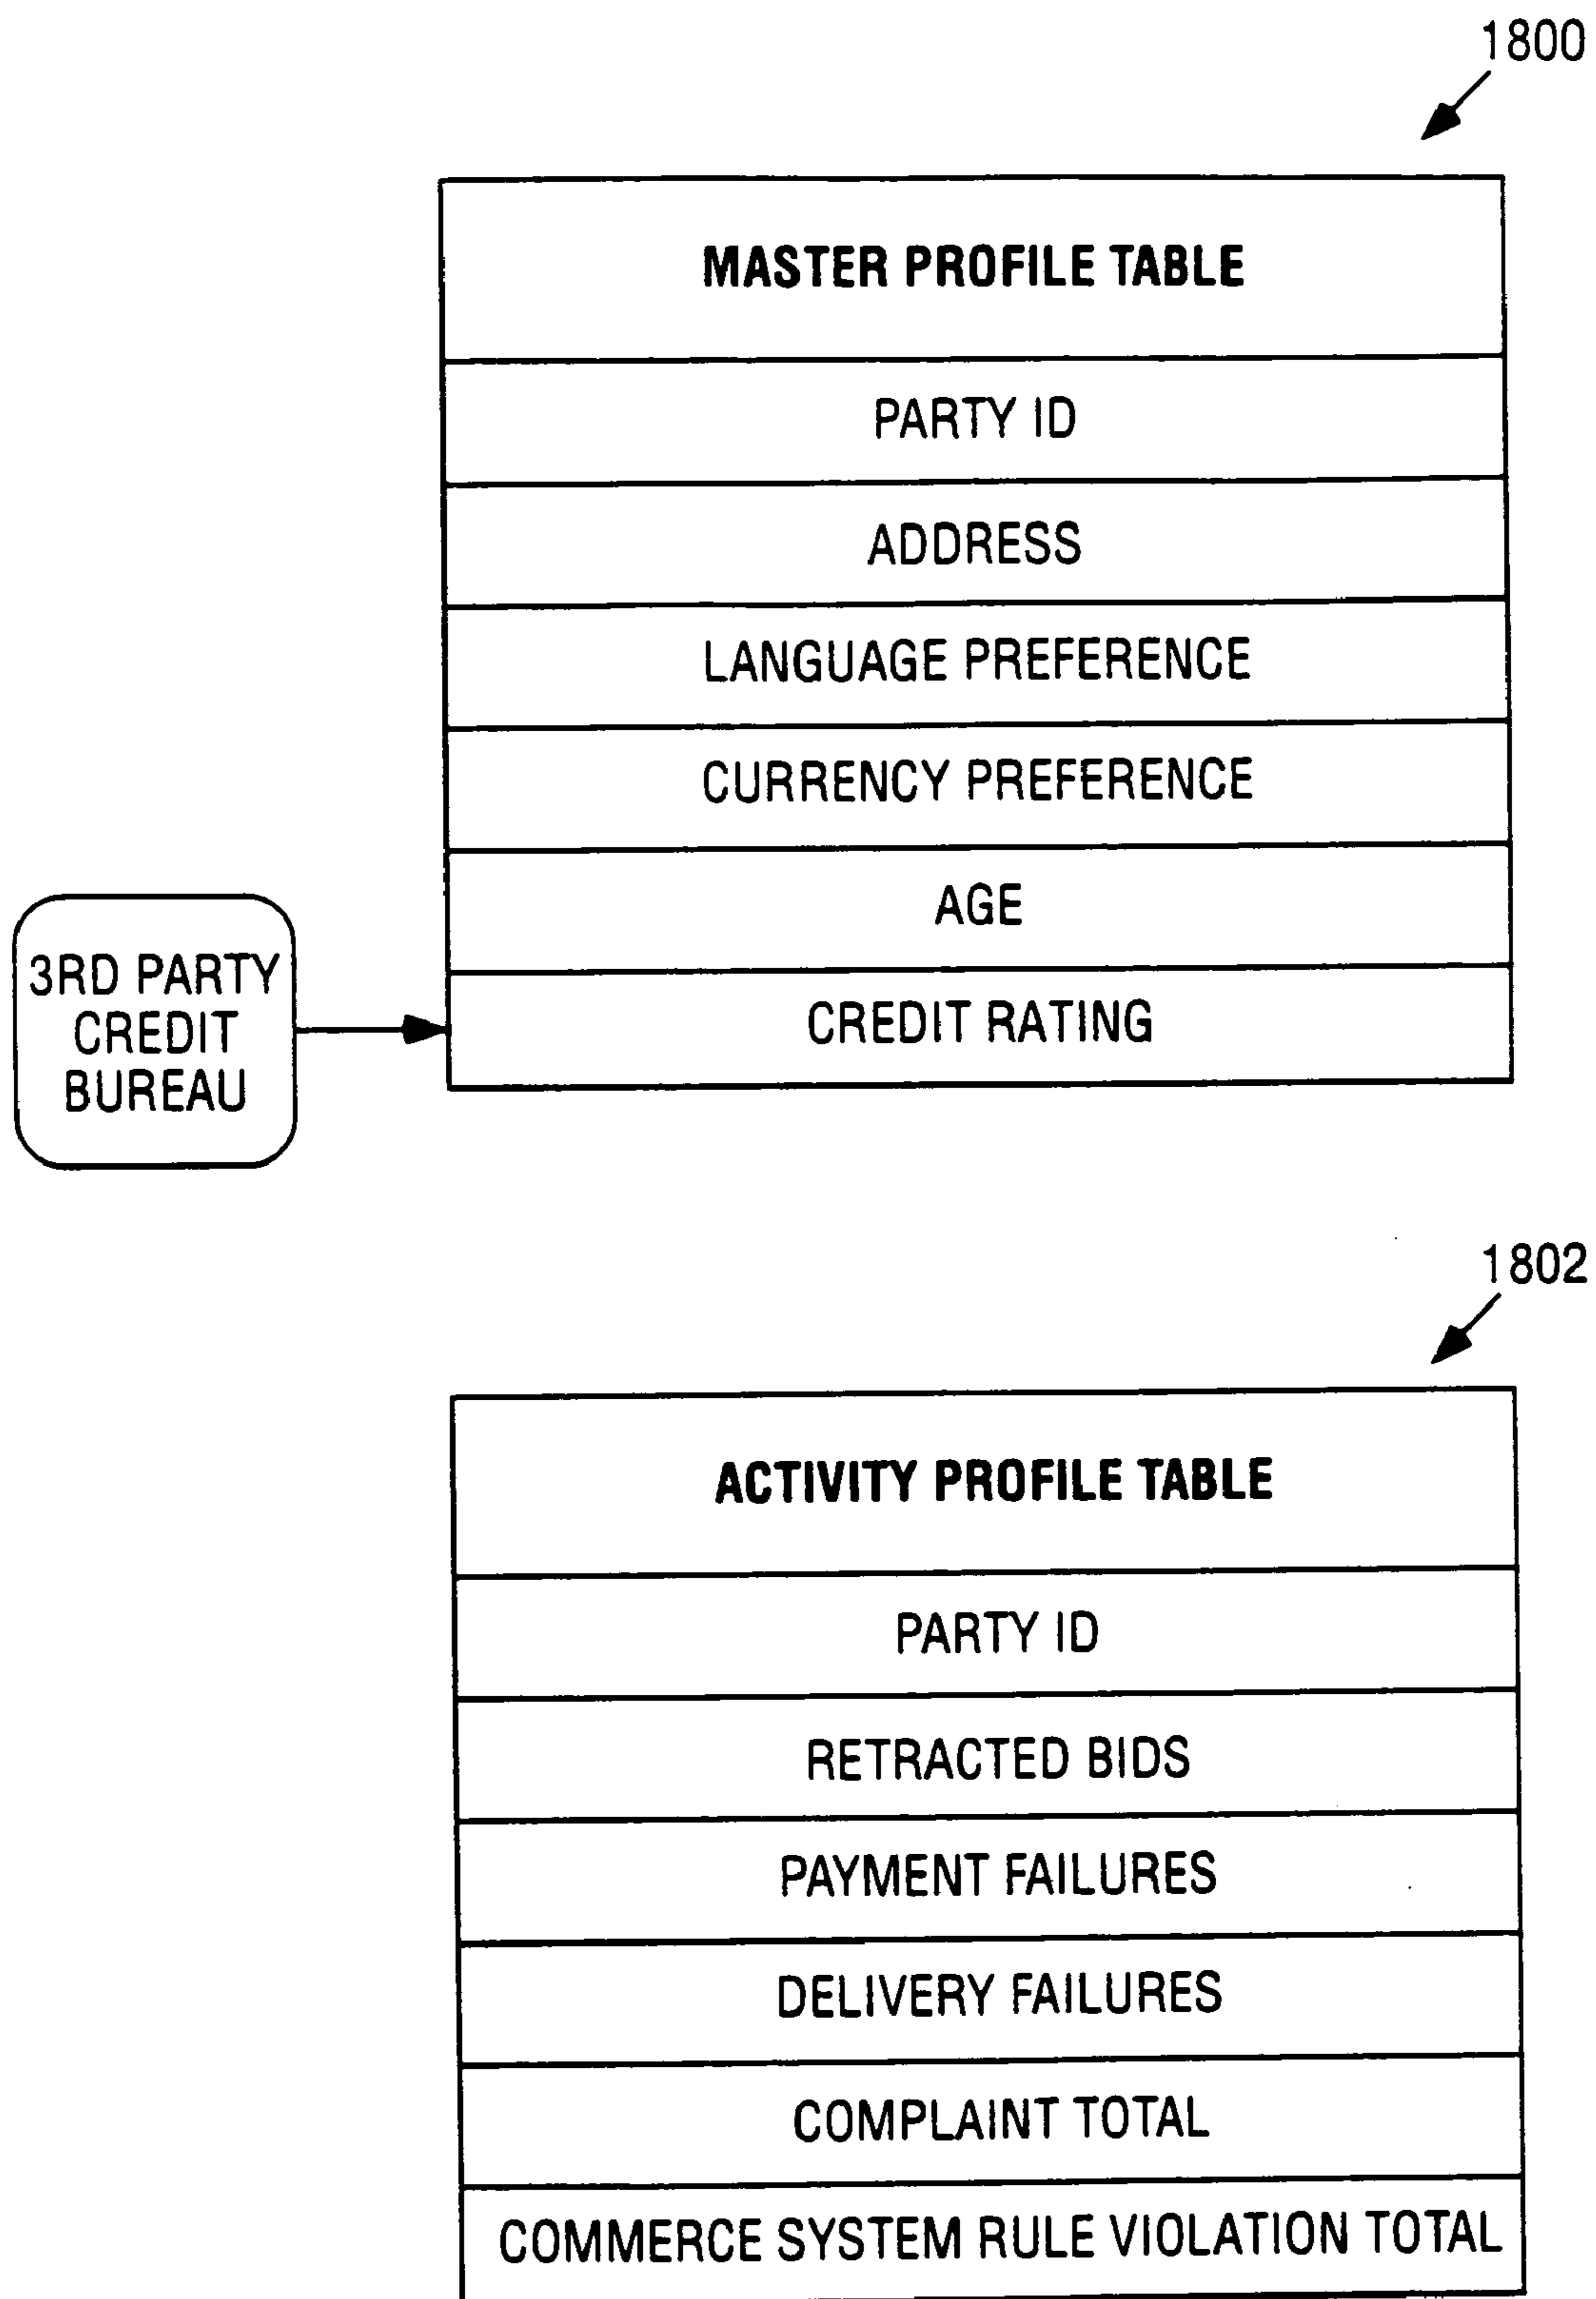 1800
MASTER PROFILE TABLE
PARTY ID
ADDRESS
LANGUAGE PREFERENCE
CURRENCY PREFERENCE
AGE
3RD PARTY
CREDIT
BUREAU
CREDIT RATING
1802
ACTIVITY PROFILE TABLE
PARTY ID
RETRACTED BIDS
PAYMENT FAILURES
DELIVERY FAILURES
COMPLAINT TOTAL
COMMERCE SYSTEM RULE VIOLATION TOTAL